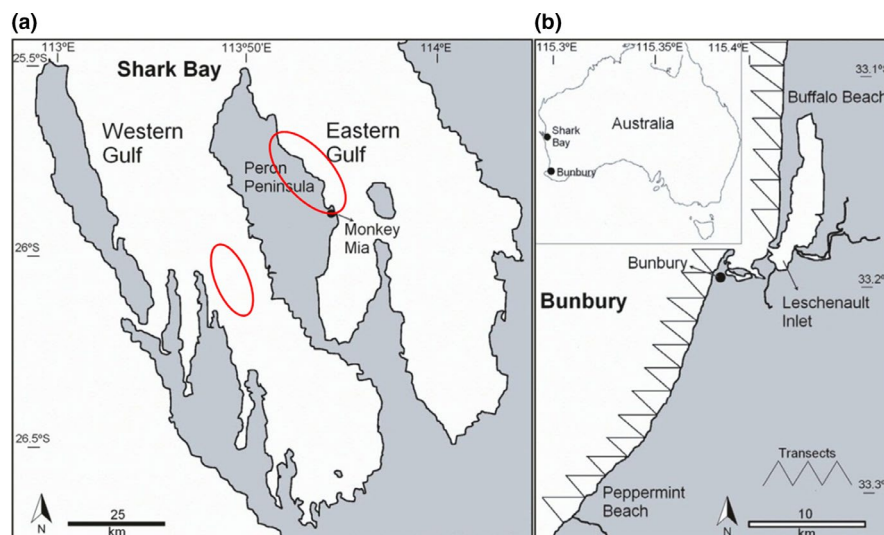 (a)
113°E
113°50'E
114°E
25.5°S
Shark Bay
Western
Gulf
Eastern
Gulf
Peron
Peninsula
Monkey
Mia
26°S
26.5°S
N
25
km
(b)
115.3°E
115.35°E
115.4°E
33.1°S
Buffalo Beach
Australia
Shark
Bay
Bunbury
Bunbury
33.2°S
Bunbury
Leschenault
Inlet
Transects
33.3°S
Peppermint
Beach
N
10
km